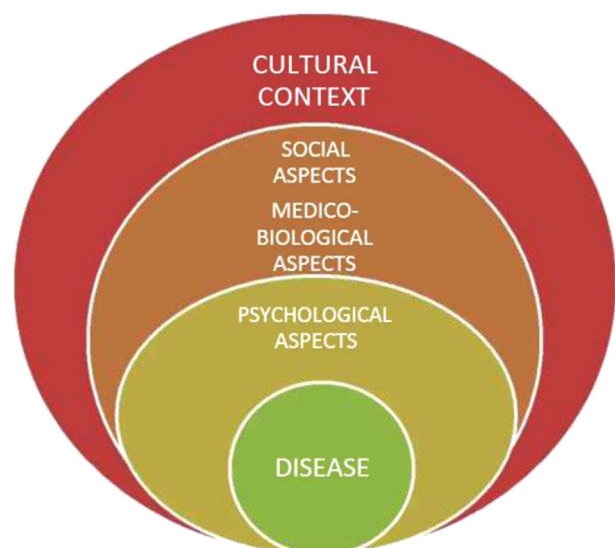 CULTURAL
CONTEXT
SOCIAL
ASPECTS
MEDICO-
BIOLOGICAL
ASPECTS
PSYCHOLOGICAL
ASPECTS
DISEASE